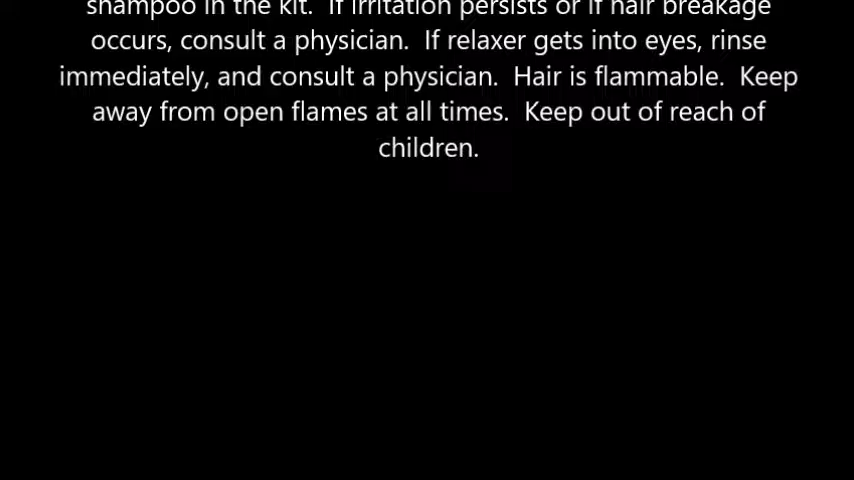 shampoo in the kit.  If irritation persists or if hair breakage
occurs, consult a physician.  If relaxer gets into eyes, rinse
immediately, and consult a physician.  Hair is flammable.  Keep
away from open flames at all times.  Keep out of reach of
children.